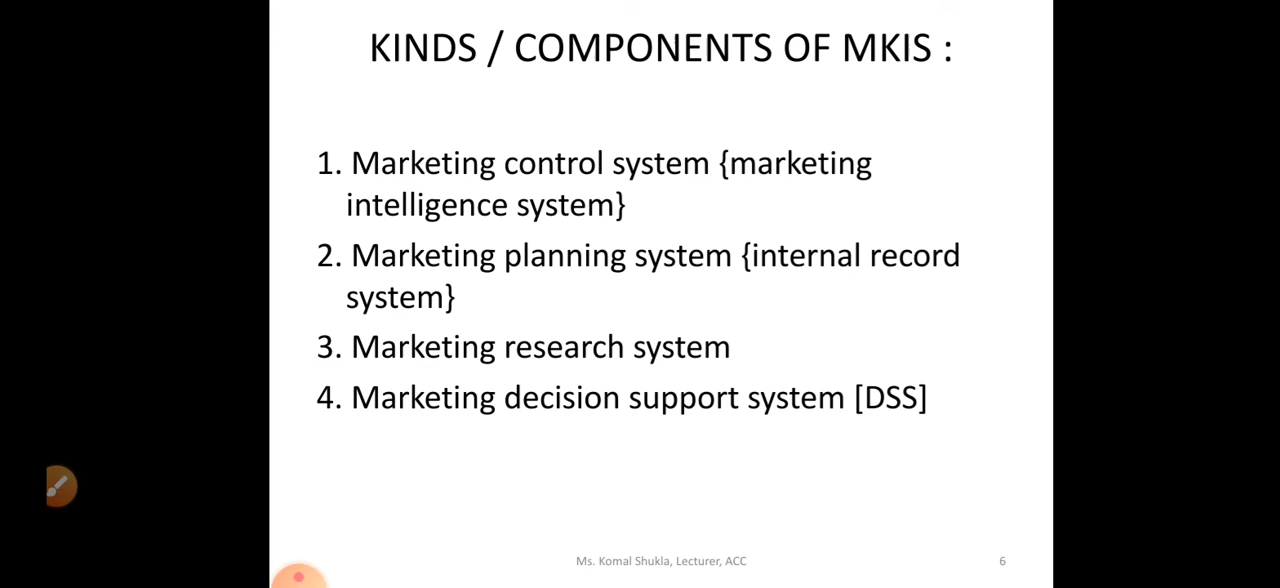 KINDS / COMPONENTS OF MKIS :
1. Marketing control system {marketing
intelligence system}
2. Marketing planning system {internal record
system}
3. Marketing research system
4. Marketing decision support system [DSS]
Ms. Komal Shukla, Lecturer, ACC
6